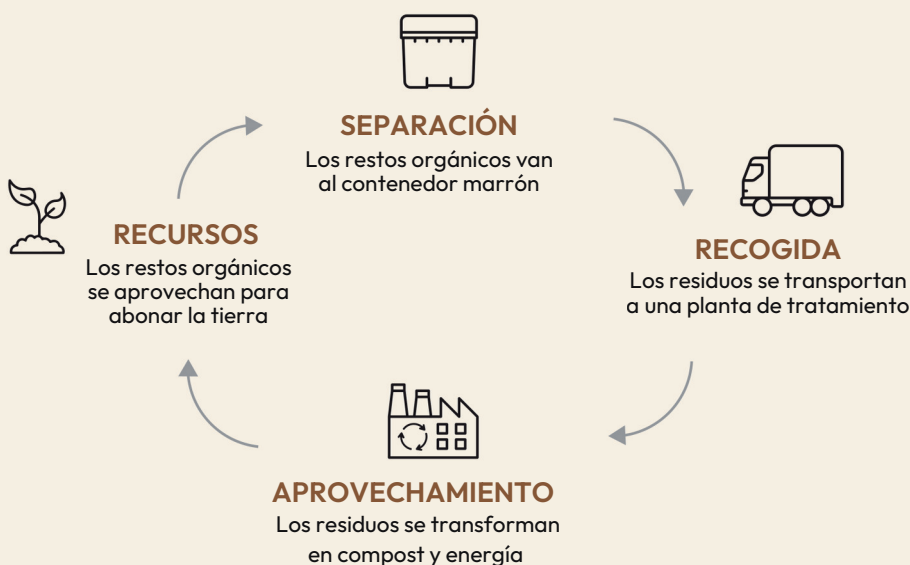 SEPARACIÓN
Los restos orgánicos van
al contenedor marrón
RECOGIDA
Los residuos se transportan
a una planta de tratamiento
APROVECHAMIENTO
Los residuos se transforman
en compost y energía
RECURSOS
Los restos orgánicos
se aprovechan para
abonar la tierra